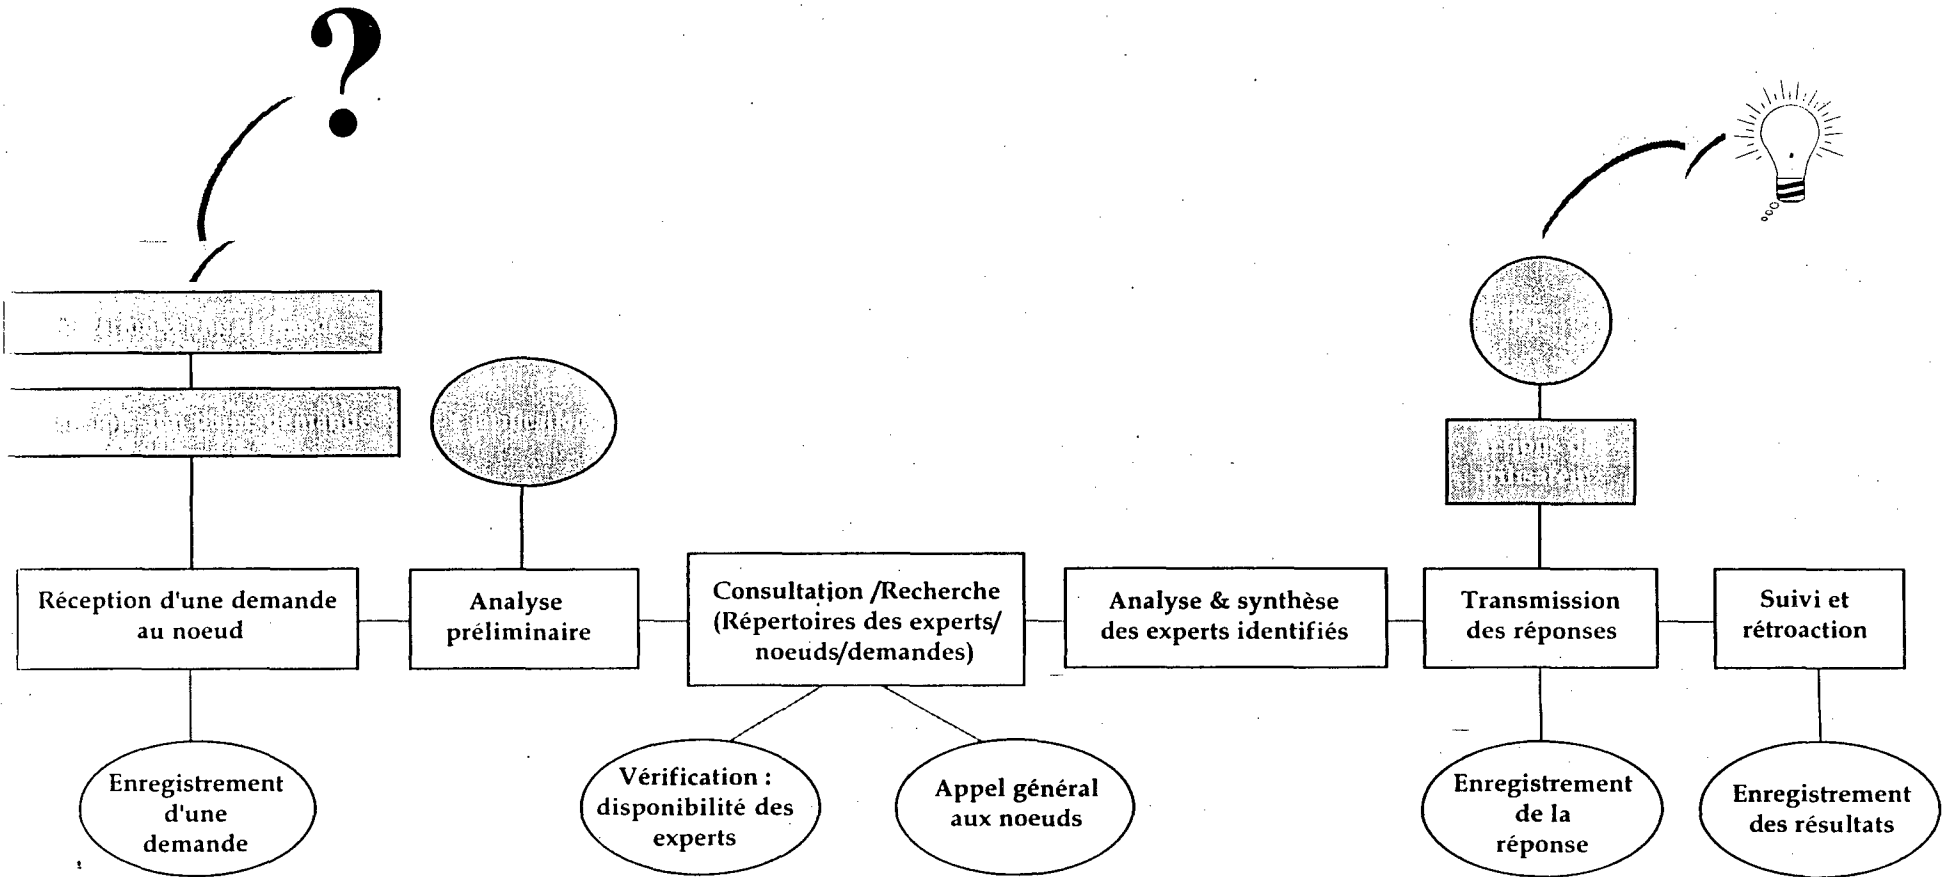 ?
demande
Réception d'une demande
au noeud
Analyse
préliminaire
Consultation /Recherche
(Répertoires des experts/
noeuds/demandes)
Analyse & synthèse
des experts identifiés
Transmission
des réponses
Suivi et
rétroaction
Enregistrement
d'une
demande
Vérification :
disponibilité des
experts
Appel général
aux noeuds
Enregistrement
de la
réponse
Enregistrement
des résultats